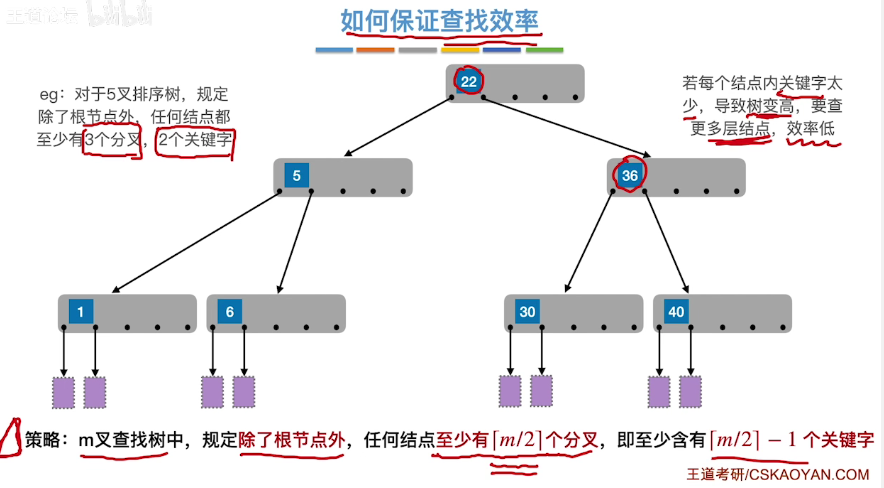 王道论坛
bilibili
如何保证查找效率
eg：对于5叉排序树，规定
除了根节点外，任何结点都
至少有3个分叉，2个关键字
若每个结点内关键字太
少，导致树变高，要查
更多层结点，效率低
22
5
36
1
6
30
40
策略：m叉查找树中，规定除了根节点外，任何结点至少有⌈m/2⌉个分叉，即至少含有⌈m/2⌉ − 1 个关键字
王道考研/CSKAOYAN.COM